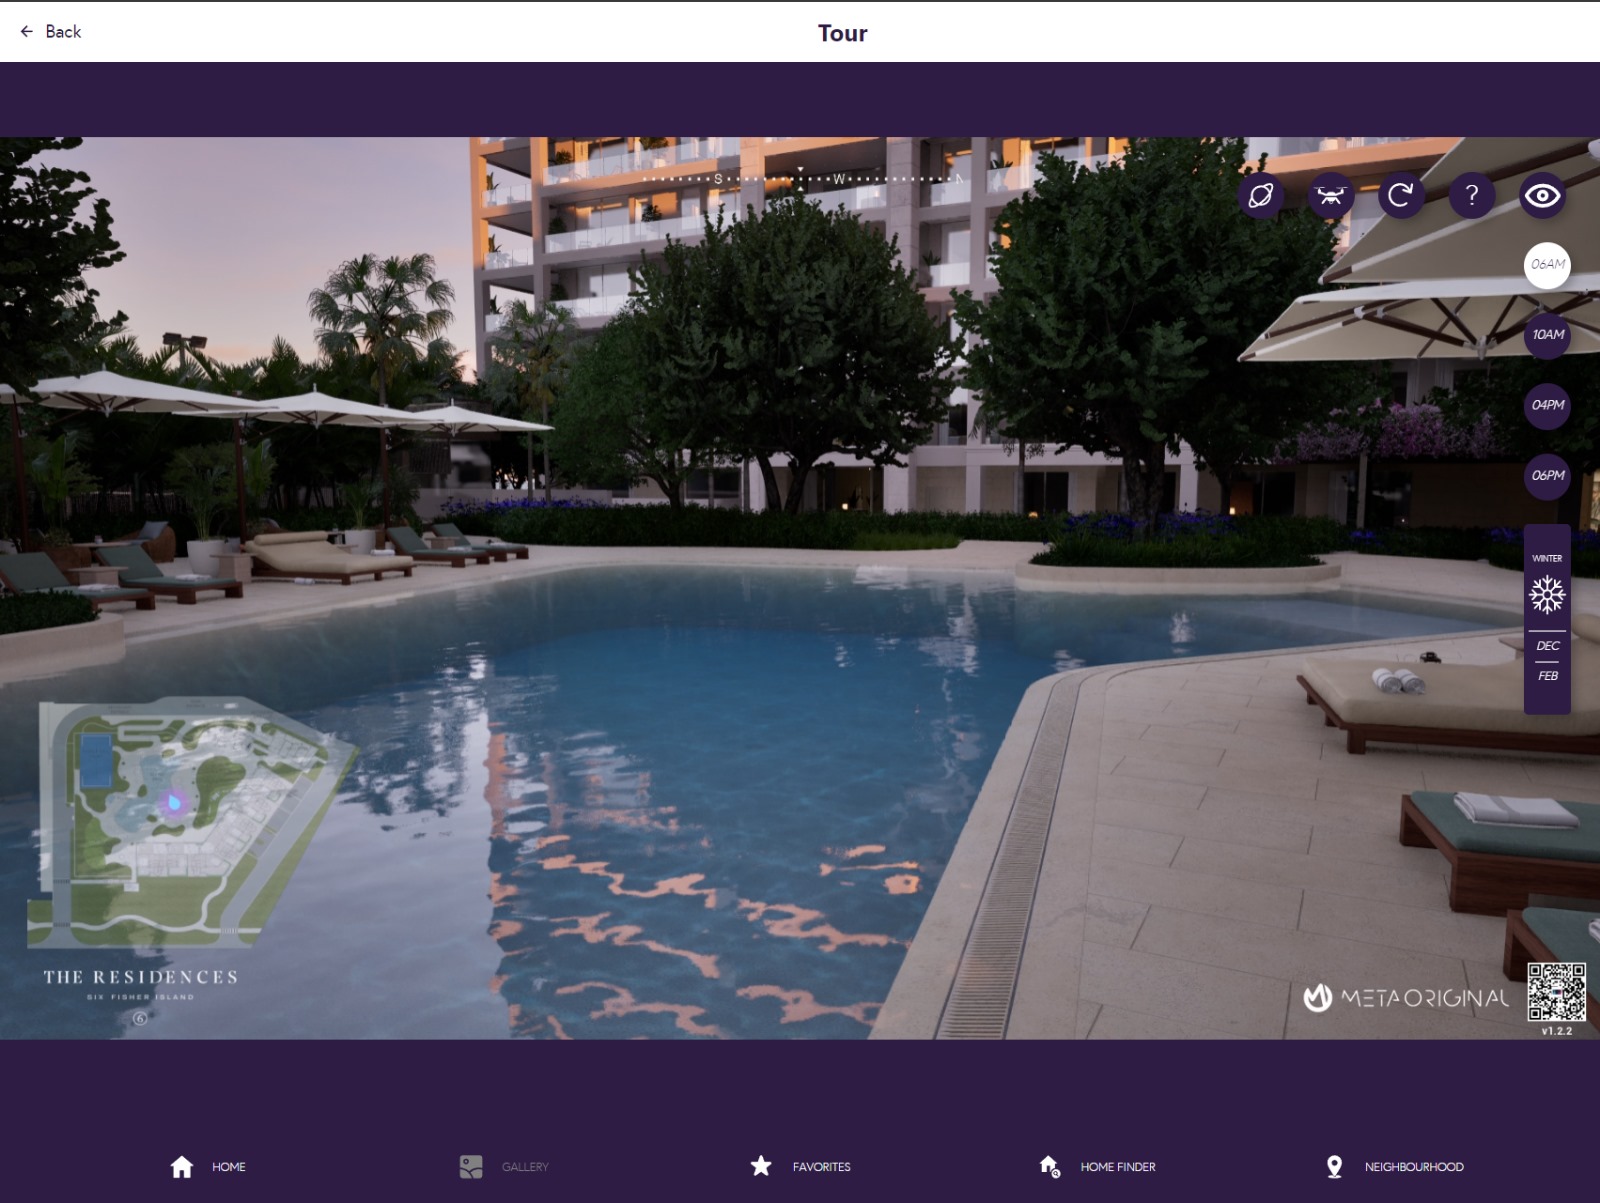 Back
Tour
S W N
?
06AM
10AM
04PM
06PM
WINTER
DEC
FEB
THE RESIDENCES
SIX FISHER ISLAND
6
METAORIGINAL
v1.2.2
HOME
GALLERY
FAVORITES
HOME FINDER
NEIGHBOURHOOD